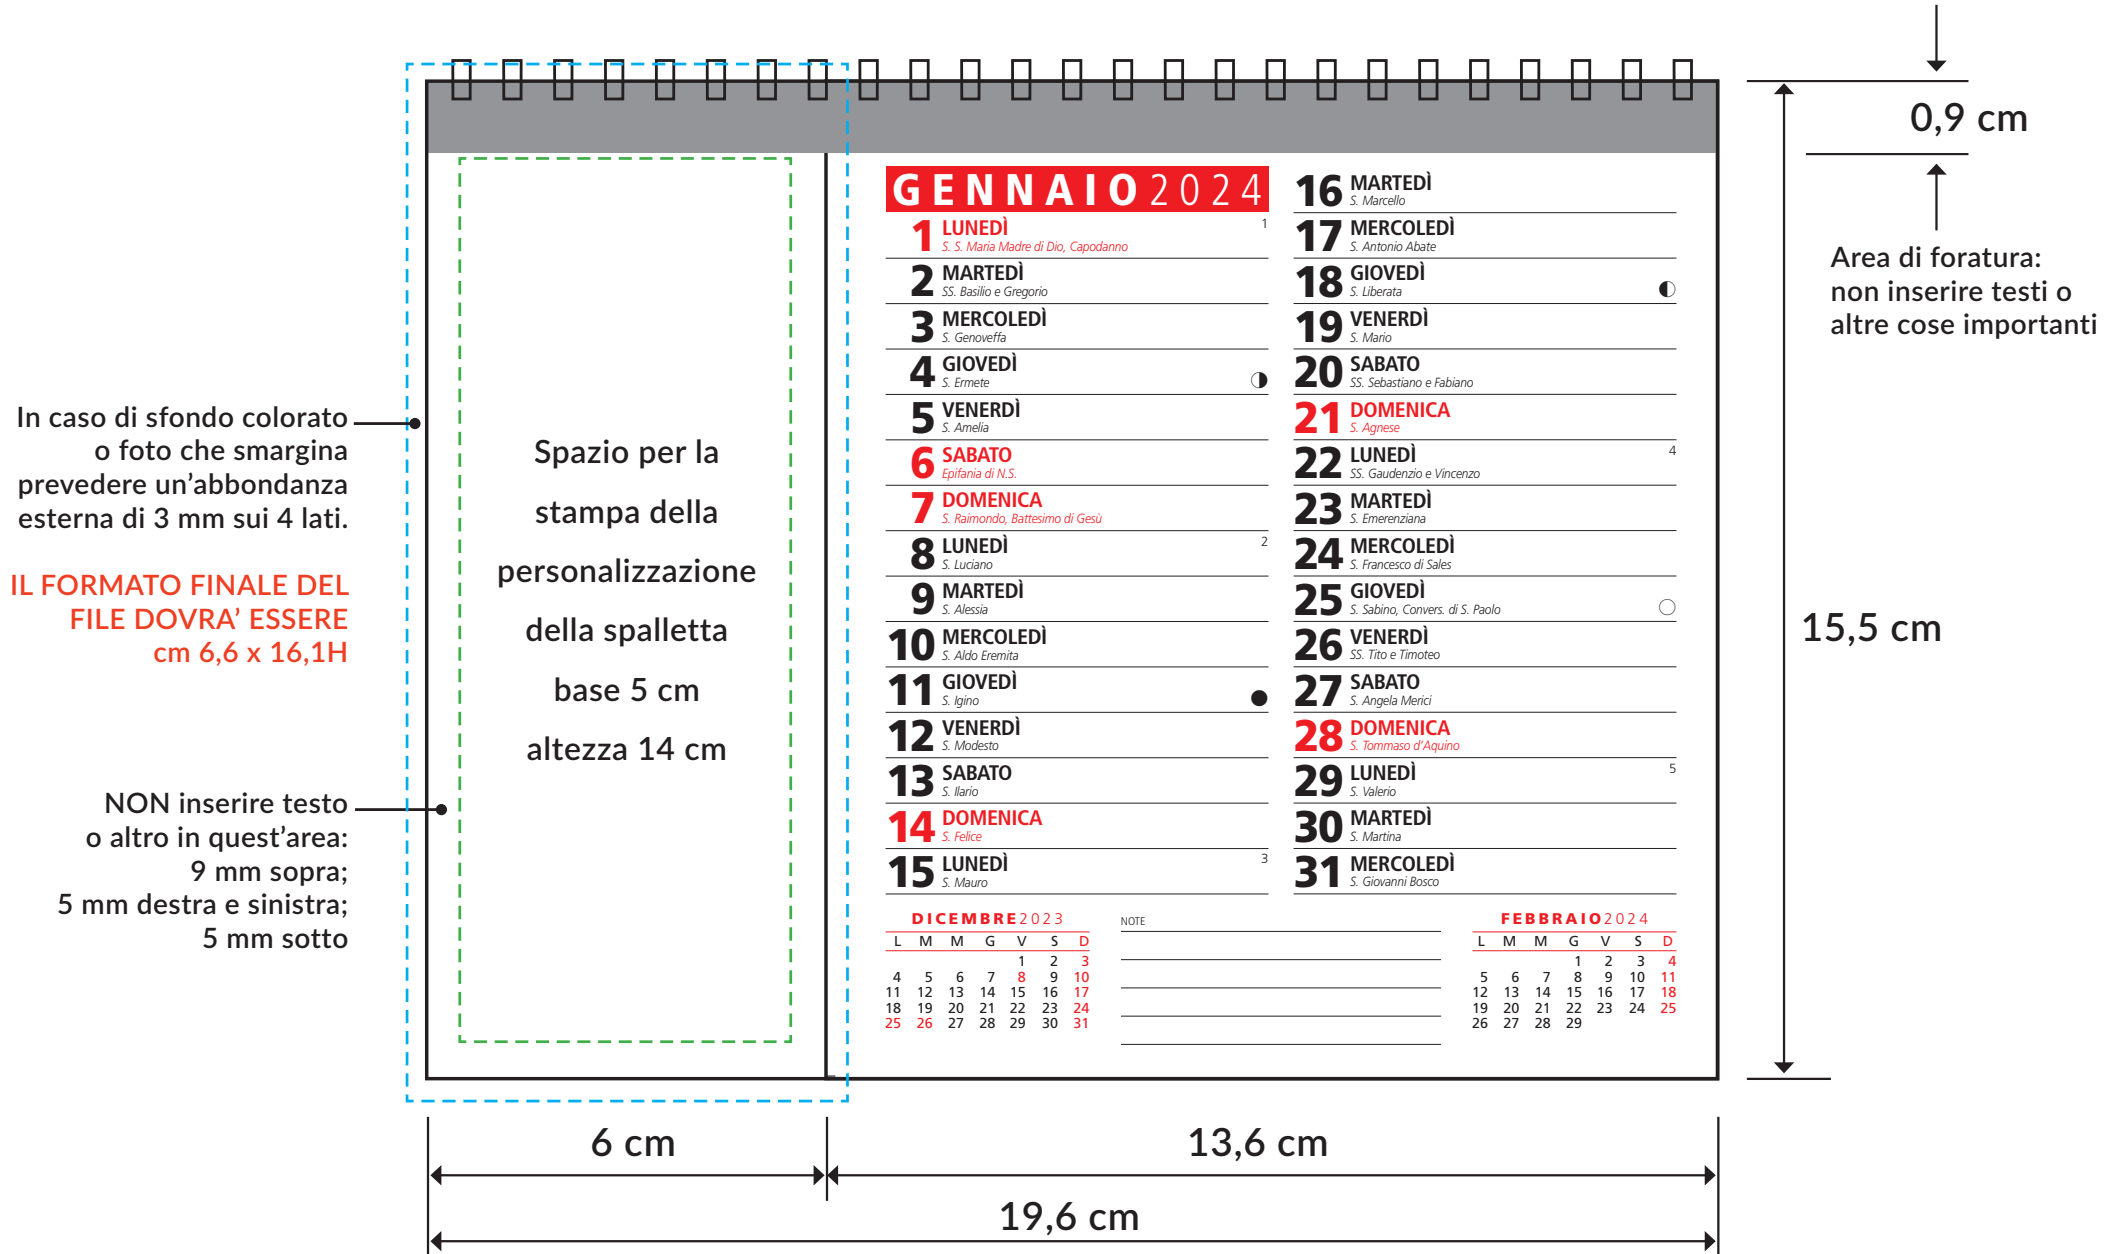 0,9 cm
Area di foratura:
non inserire testi o
altre cose importanti
15,5 cm
In caso di sfondo colorato
o foto che smargina
prevedere un’abbondanza
esterna di 3 mm sui 4 lati.
IL FORMATO FINALE DEL
FILE DOVRA’ ESSERE
cm 6,6 x 16,1H
NON inserire testo
o altro in quest’area:
9 mm sopra;
5 mm destra e sinistra;
5 mm sotto
Spazio per la
stampa della
personalizzazione
della spalletta
base 5 cm
altezza 14 cm
GENNAIO 2024
1 LUNEDÌ 1
S. S. Maria Madre di Dio, Capodanno
2 MARTEDÌ
SS. Basilio e Gregorio
3 MERCOLEDÌ
S. Genoveffa
4 GIOVEDÌ
S. Ermete
5 VENERDÌ
S. Amelia
6 SABATO
Epifania di N.S.
7 DOMENICA
S. Raimondo, Battesimo di Gesù
8 LUNEDÌ 2
S. Luciano
9 MARTEDÌ
S. Alessia
10 MERCOLEDÌ
S. Aldo Eremita
11 GIOVEDÌ
S. Igino
12 VENERDÌ
S. Modesto
13 SABATO
S. Ilario
14 DOMENICA
S. Felice
15 LUNEDÌ 3
S. Mauro
16 MARTEDÌ
S. Marcello
17 MERCOLEDÌ
S. Antonio Abate
18 GIOVEDÌ
S. Liberata
19 VENERDÌ
S. Mario
20 SABATO
SS. Sebastiano e Fabiano
21 DOMENICA
S. Agnese
22 LUNEDÌ 4
SS. Gaudenzio e Vincenzo
23 MARTEDÌ
S. Emerenziana
24 MERCOLEDÌ
S. Francesco di Sales
25 GIOVEDÌ
S. Sabino, Convers. di S. Paolo
26 VENERDÌ
SS. Tito e Timoteo
27 SABATO
S. Angela Merici
28 DOMENICA
S. Tommaso d’Aquino
29 LUNEDÌ 5
S. Valerio
30 MARTEDÌ
S. Martina
31 MERCOLEDÌ
S. Giovanni Bosco
DICEMBRE 2023
L M M G V S D
1 2 3
4 5 6 7 8 9 10
11 12 13 14 15 16 17
18 19 20 21 22 23 24
25 26 27 28 29 30 31
NOTE
FEBBRAIO 2024
L M M G V S D
1 2 3 4
5 6 7 8 9 10 11
12 13 14 15 16 17 18
19 20 21 22 23 24 25
26 27 28 29
6 cm
13,6 cm
19,6 cm